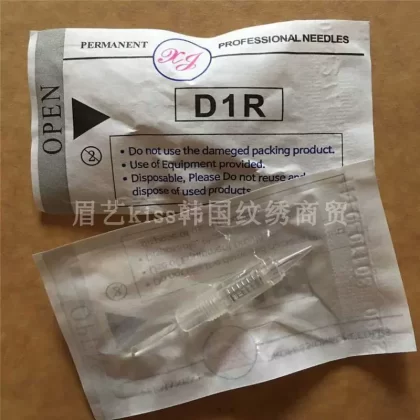 PERMANENT XJ PROFESSIONAL NEEDLES
OPEN
D1R
• Do not use the dameged packing product.
• Use of Equipment provided.
• Disposable, Please Do not reuse and
dispose of used products
眉艺kiss韩国纹绣商贸